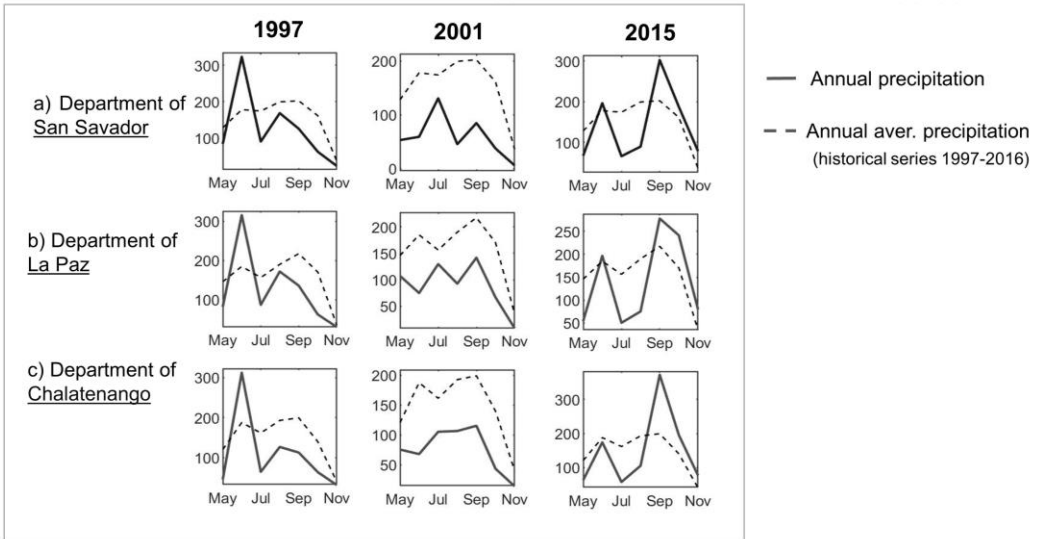 1997 2001 2015
a) Department of
San Savador
300
200
100
May Jul Sep Nov
200
100
0
May Jul Sep Nov
300
200
100
May Jul Sep Nov
b) Department of
La Paz
300
200
100
May Jul Sep Nov
200
150
100
50
May Jul Sep Nov
250
200
150
100
50
May Jul Sep Nov
c) Department of
Chalatenango
300
200
100
May Jul Sep Nov
200
150
100
50
May Jul Sep Nov
300
200
100
May Jul Sep Nov
Annual precipitation
Annual aver. precipitation
(historical series 1997-2016)